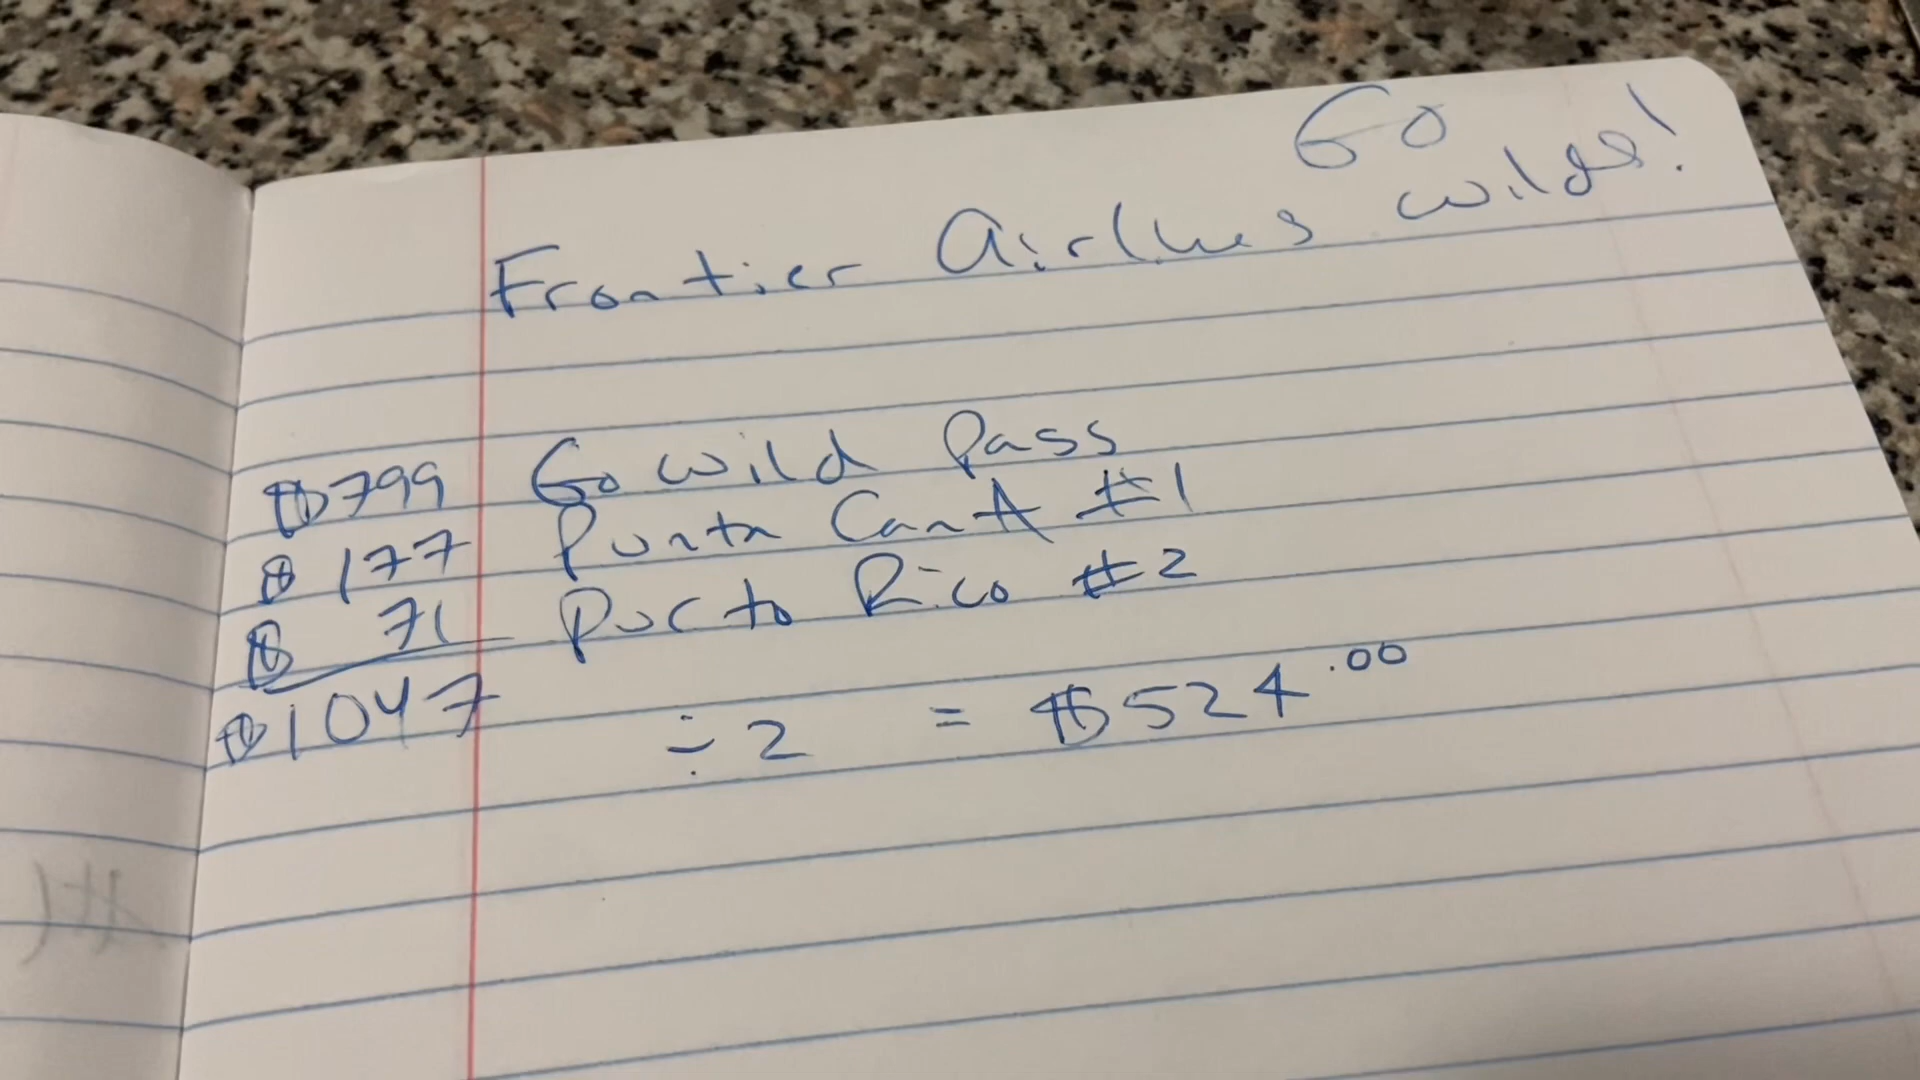 Go
Frontier Airlines wild!
$799 Go wild Pass
$177 Punta CanA #1
$ 71 Puerto Rico #2
$1047 ÷ 2 = $524.00